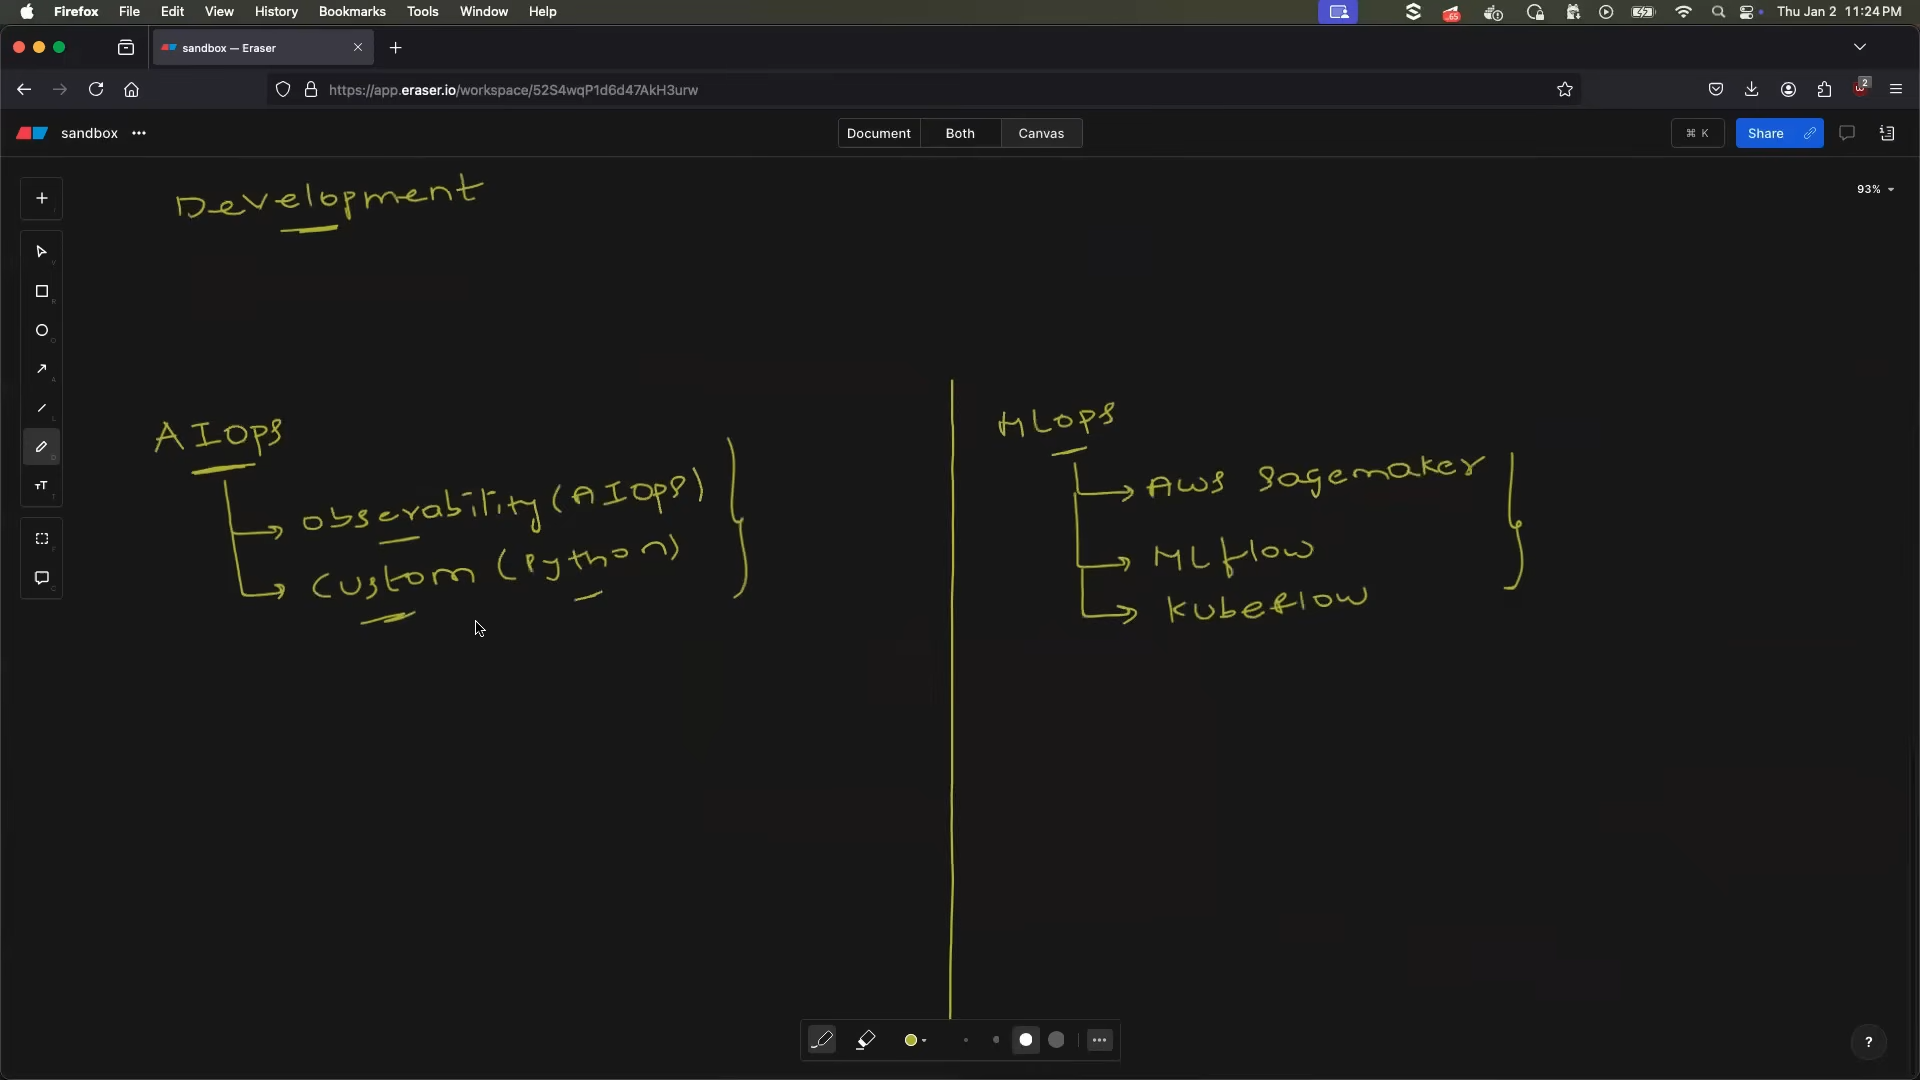 Firefox File Edit View History Bookmarks Tools Window Help
Thu Jan 2 11:24 PM
sandbox — Eraser
https://app.eraser.io/workspace/52S4wqP1d6d47AkH3urw
2
sandbox
Document Both Canvas
⌘ K
Share
93%
Development
AIOps
observability (AIOps)
custom (Python)
MLops
AWS Sagemaker
MLflow
Kubeflow
TT
?